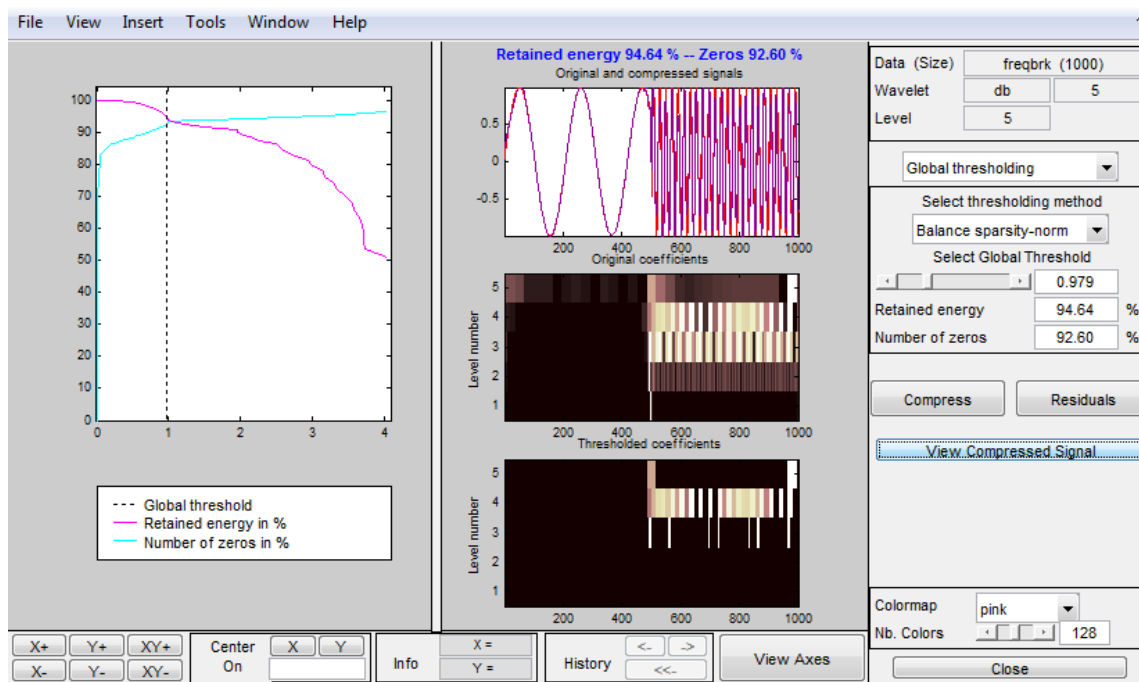 File View Insert Tools Window Help
100
90
80
70
60
50
40
30
20
10
0
0 1 2 3 4
Global threshold
Retained energy in %
Number of zeros in %
Retained energy 94.64 % -- Zeros 92.60 %
Original and compressed signals
0.5
0
-0.5
200 400 600 800 1000
Original coefficients
Level number
5
4
3
2
1
200 400 600 800 1000
Thresholded coefficients
Level number
5
4
3
2
1
200 400 600 800 1000
Data (Size) freqbrk (1000)
Wavelet db 5
Level 5
Global thresholding
Select thresholding method
Balance sparsity-norm
Select Global Threshold
0.979
Retained energy 94.64 %
Number of zeros 92.60 %
Compress Residuals
View Compressed Signal
Colormap pink
Nb. Colors 128
Close
X+ Y+ XY+
X- Y- XY-
Center
On
X Y
Info
X =
Y =
History
<- ->
<<-
View Axes